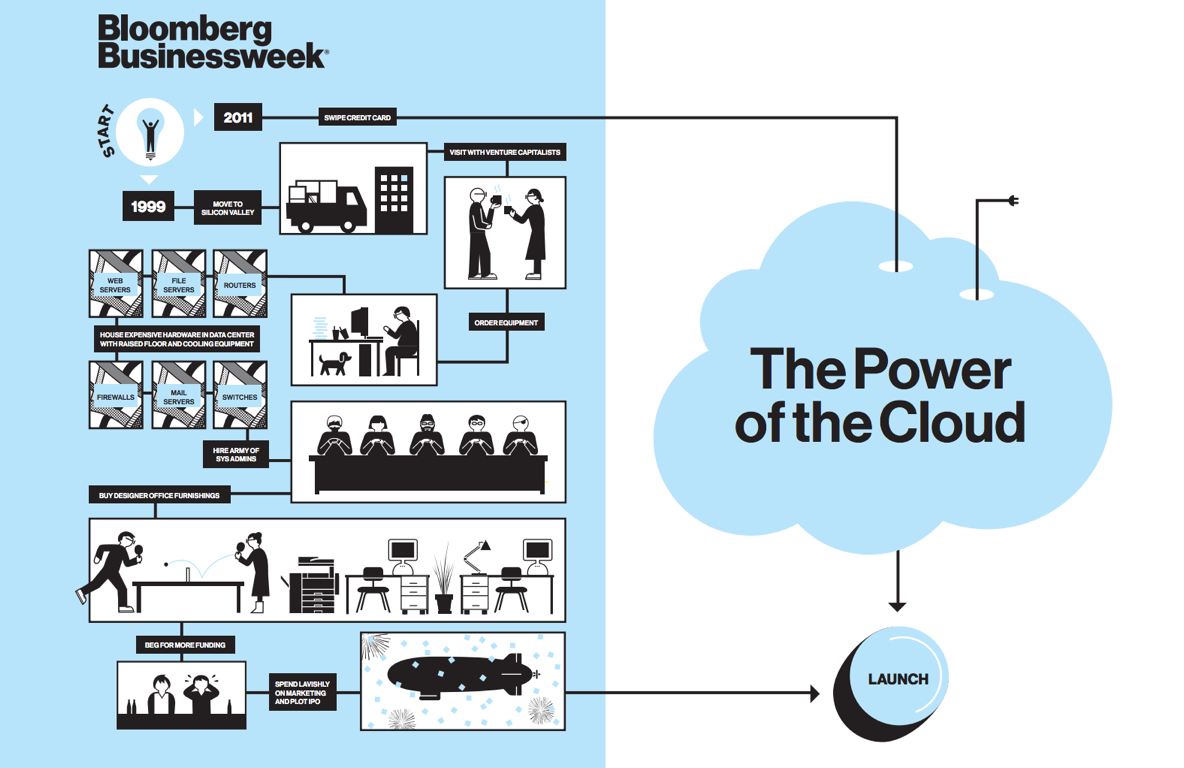 Bloomberg
Businessweek®
START
2011
SWIPE CREDIT CARD
1999
MOVE TO
SILICON VALLEY
VISIT WITH VENTURE CAPITALISTS
ORDER EQUIPMENT
WEB
SERVERS
FILE
SERVERS
ROUTERS
HOUSE EXPENSIVE HARDWARE IN DATA CENTER
WITH RAISED FLOOR AND COOLING EQUIPMENT
FIREWALLS
MAIL
SERVERS
SWITCHES
HIRE ARMY OF
SYS ADMINS
BUY DESIGNER OFFICE FURNISHINGS
BEG FOR MORE FUNDING
SPEND LAVISHLY
ON MARKETING
AND PLOT IPO
The Power
of the Cloud
LAUNCH